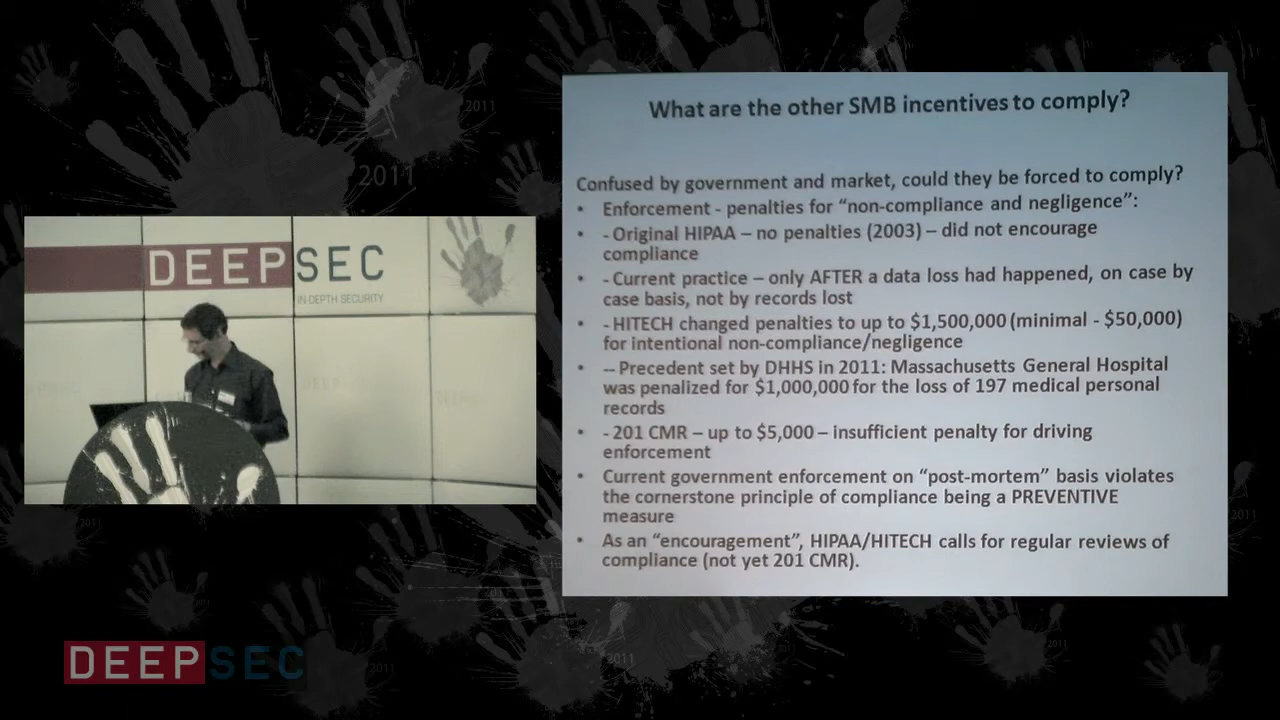 2011
2011
DEEPSEC
IN-DEPTH SECURITY
What are the other SMB incentives to comply?
Confused by government and market, could they be forced to comply?
• Enforcement - penalties for “non-compliance and negligence”:
• - Original HIPAA – no penalties (2003) – did not encourage
compliance
• - Current practice – only AFTER a data loss had happened, on case by
case basis, not by records lost
• - HITECH changed penalties to up to $1,500,000 (minimal - $50,000)
for intentional non-compliance/negligence
• -- Precedent set by DHHS in 2011: Massachusetts General Hospital
was penalized for $1,000,000 for the loss of 197 medical personal
records
• - 201 CMR – up to $5,000 – insufficient penalty for driving
enforcement
• Current government enforcement on “post-mortem” basis violates
the cornerstone principle of compliance being a PREVENTIVE
measure
• As an “encouragement”, HIPAA/HITECH calls for regular reviews of
compliance (not yet 201 CMR).
2011
2011
2011
2011
2011
DEEPSEC